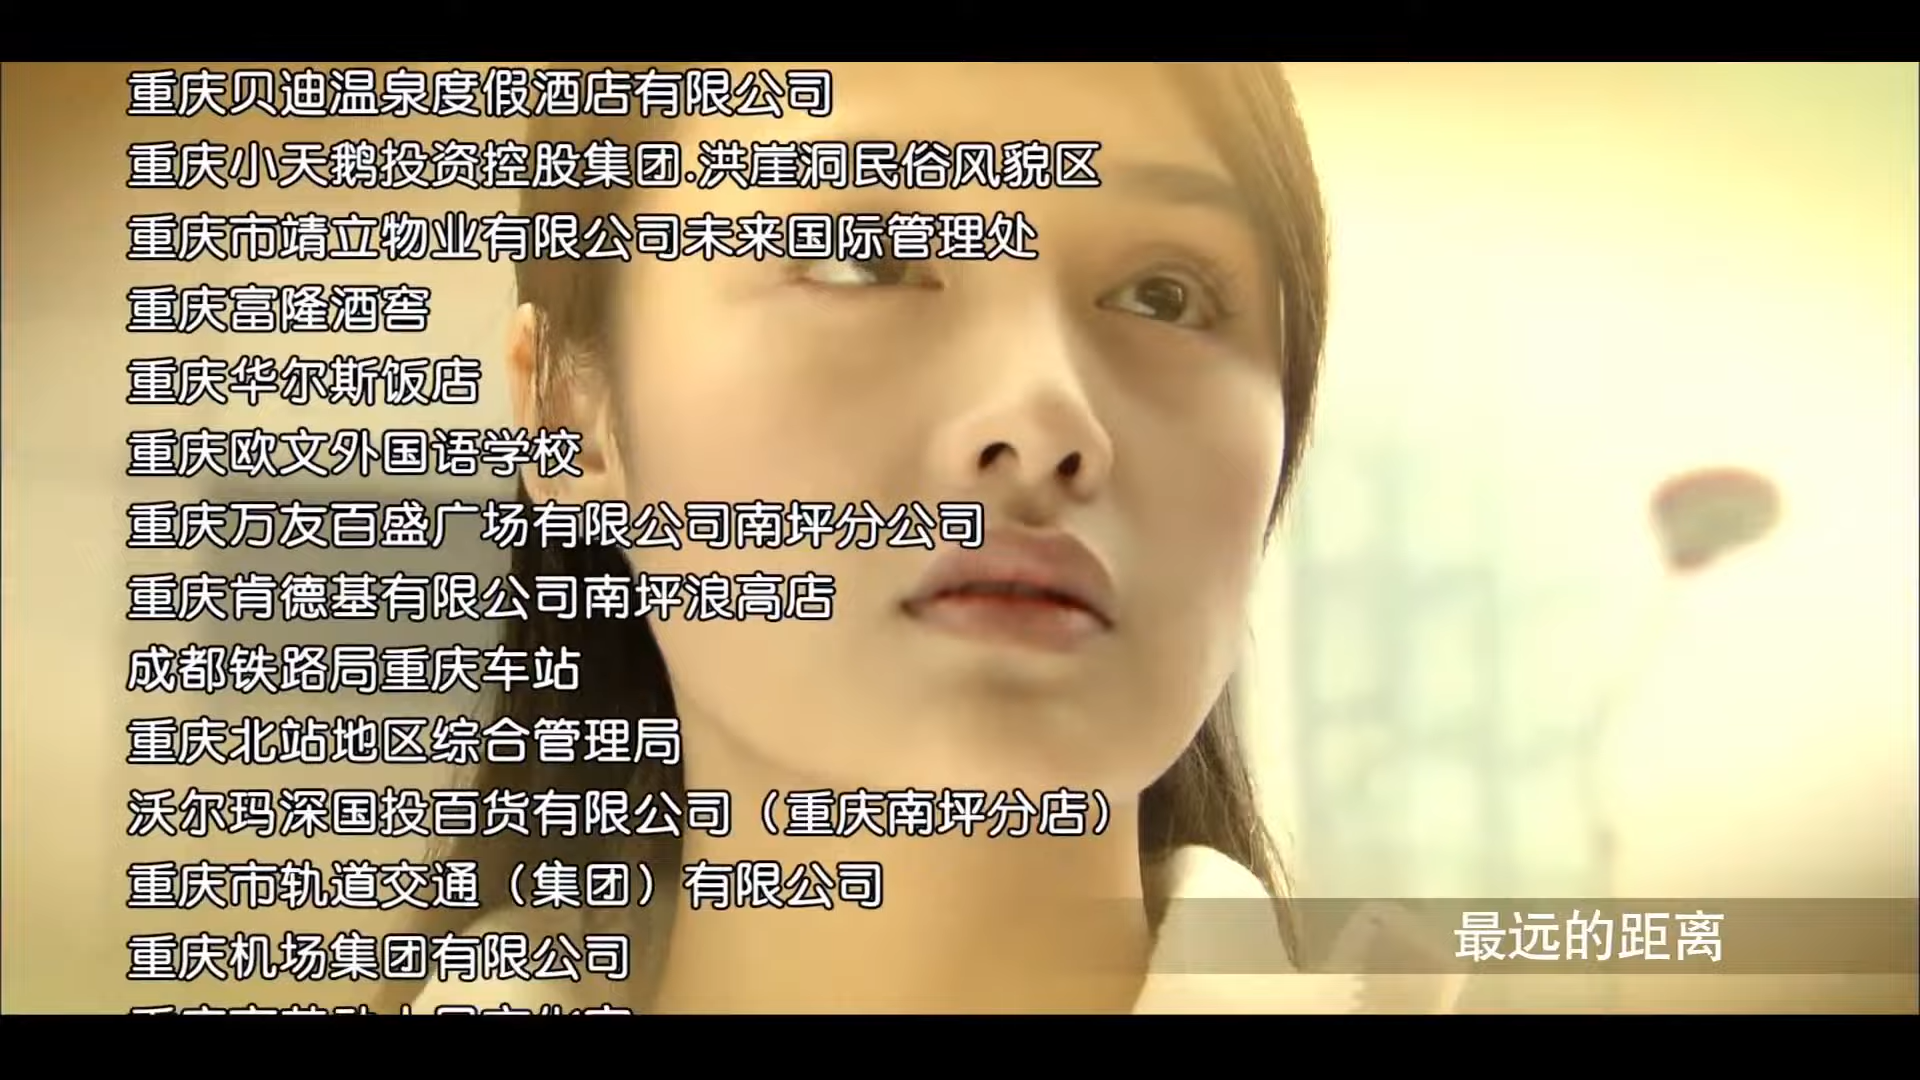 重庆贝迪温泉度假酒店有限公司
重庆小天鹅投资控股集团.洪崖洞民俗风貌区
重庆市靖立物业有限公司未来国际管理处
重庆富隆酒窖
重庆华尔斯饭店
重庆欧文外国语学校
重庆万友百盛广场有限公司南坪分公司
重庆肯德基有限公司南坪浪高店
成都铁路局重庆车站
重庆北站地区综合管理局
沃尔玛深国投百货有限公司（重庆南坪分店）
重庆市轨道交通（集团）有限公司
重庆机场集团有限公司
最远的距离